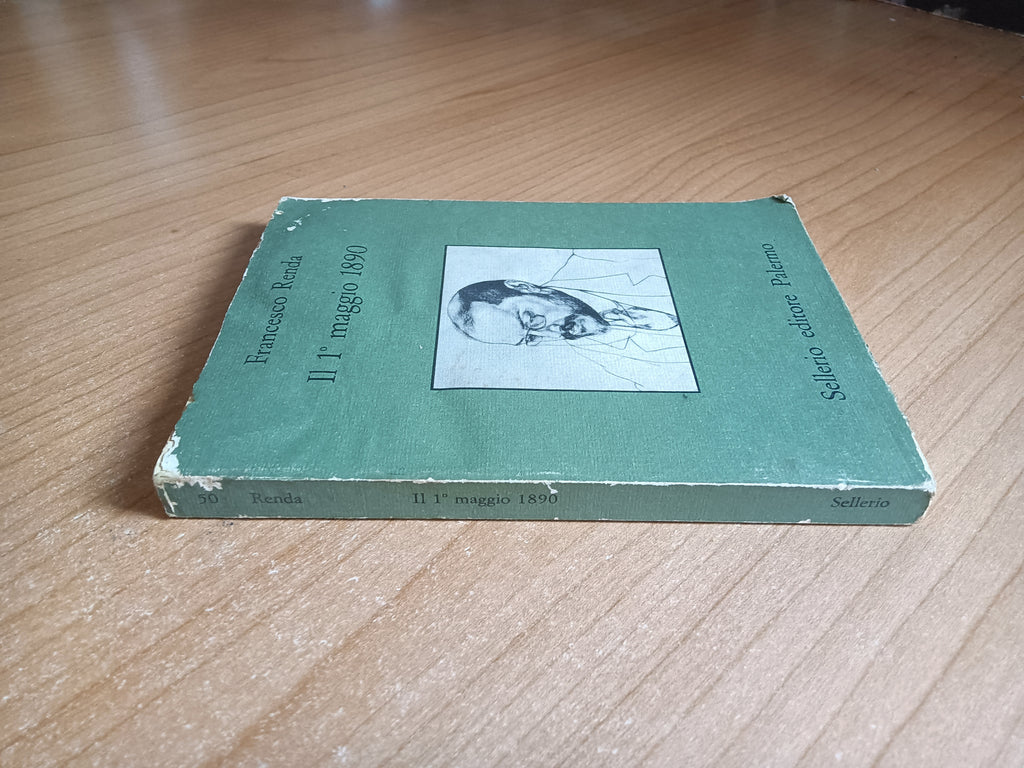 Francesco Renda
Il 1° maggio 1890
Sellerio editore Palermo
50 Renda Il 1° maggio 1890 Sellerio